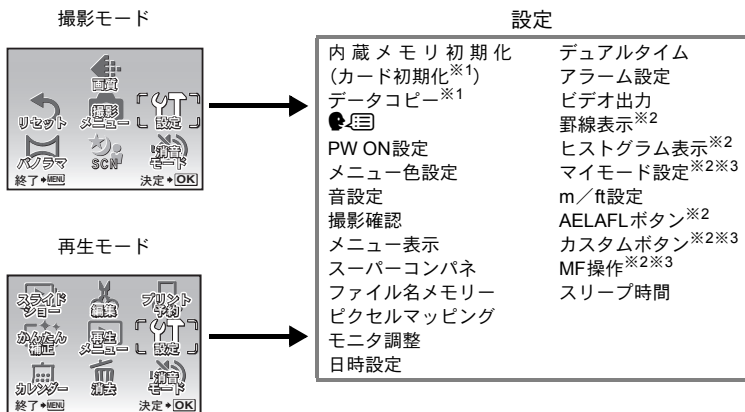 撮影モード
画質
リセット
撮影
メニュー
設定
パノラマ
SCN
消音
モード
終了 MENU
決定 OK
再生モード
スライド
ショー
編集
プリント
予約
かんたん
補正
再生
メニュー
設定
カレンダー
消去
消音
モード
終了 MENU
決定 OK
設定
内蔵メモリ初期化
(カード初期化※1)
データコピー※1
PW ON設定
メニュー色設定
音設定
撮影確認
メニュー表示
スーパーコンパネ
ファイル名メモリー
ピクセルマッピング
モニタ調整
日時設定
デュアルタイム
アラーム設定
ビデオ出力
罫線表示※2
ヒストグラム表示※2
マイモード設定※2※3
m/ft設定
AELAFLボタン※2
カスタムボタン※2※3
MF操作※2※3
スリープ時間